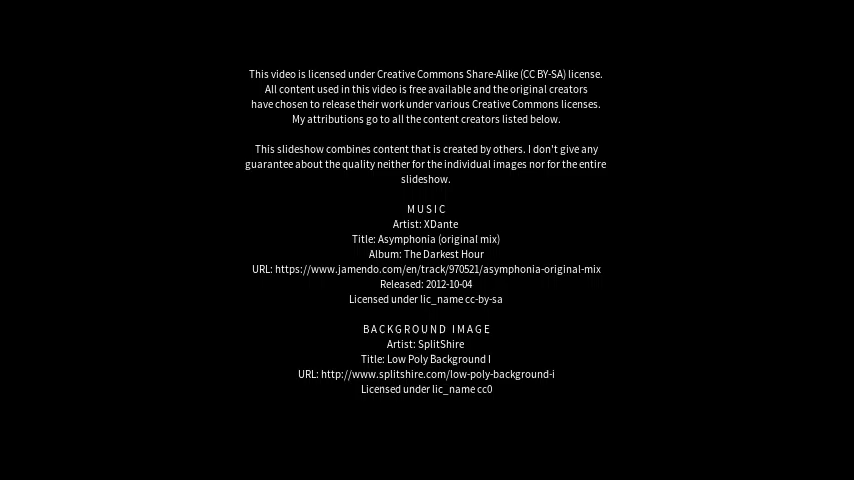 This video is licensed under Creative Commons Share-Alike (CC BY-SA) license.
All content used in this video is free available and the original creators
have chosen to release their work under various Creative Commons licenses.
My attributions go to all the content creators listed below.
This slideshow combines content that is created by others. I don't give any
guarantee about the quality neither for the individual images nor for the entire
slideshow.
MUSIC
Artist: XDante
Title: Asymphonia (original mix)
Album: The Darkest Hour
URL: https://www.jamendo.com/en/track/970521/asymphonia-original-mix
Released: 2012-10-04
Licensed under lic_name cc-by-sa
BACKGROUND IMAGE
Artist: SplitShire
Title: Low Poly Background I
URL: http://www.splitshire.com/low-poly-background-i
Licensed under lic_name cc0